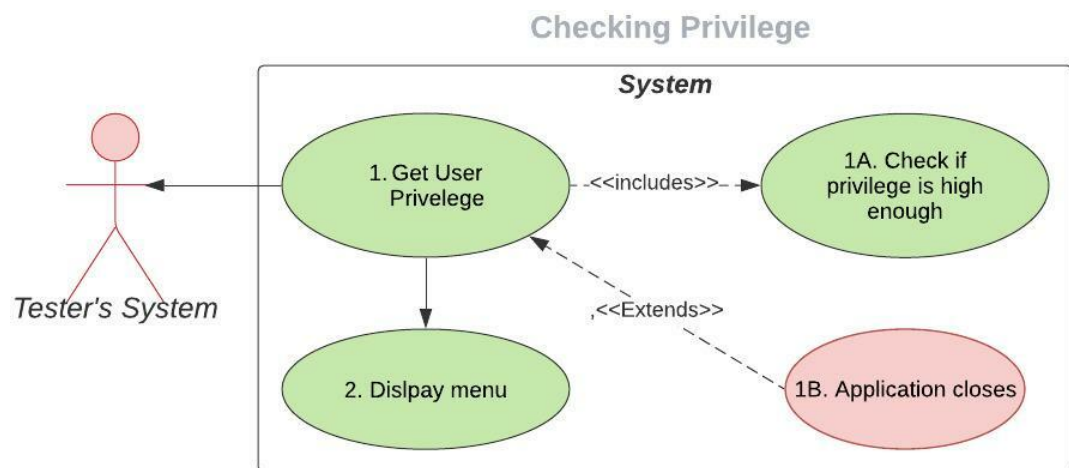 Checking Privilege
System
1. Get User
Privelege
<<includes>>
1A. Check if
privilege is high
enough
Tester's System
,<<Extends>>
2. Dislpay menu
1B. Application closes